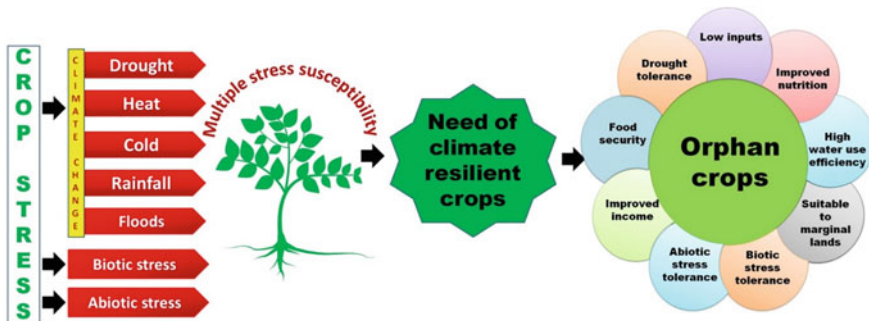 CROP STRESS
CLIMATE CHANGE
Drought
Heat
Cold
Rainfall
Floods
Biotic stress
Abiotic stress
Multiple stress susceptibility
Need of
climate
resilient
crops
Orphan
crops
Low inputs
Improved
nutrition
High
water use
efficiency
Suitable
to
marginal
lands
Biotic
stress
tolerance
Abiotic
stress
tolerance
Improved
income
Food
security
Drought
tolerance